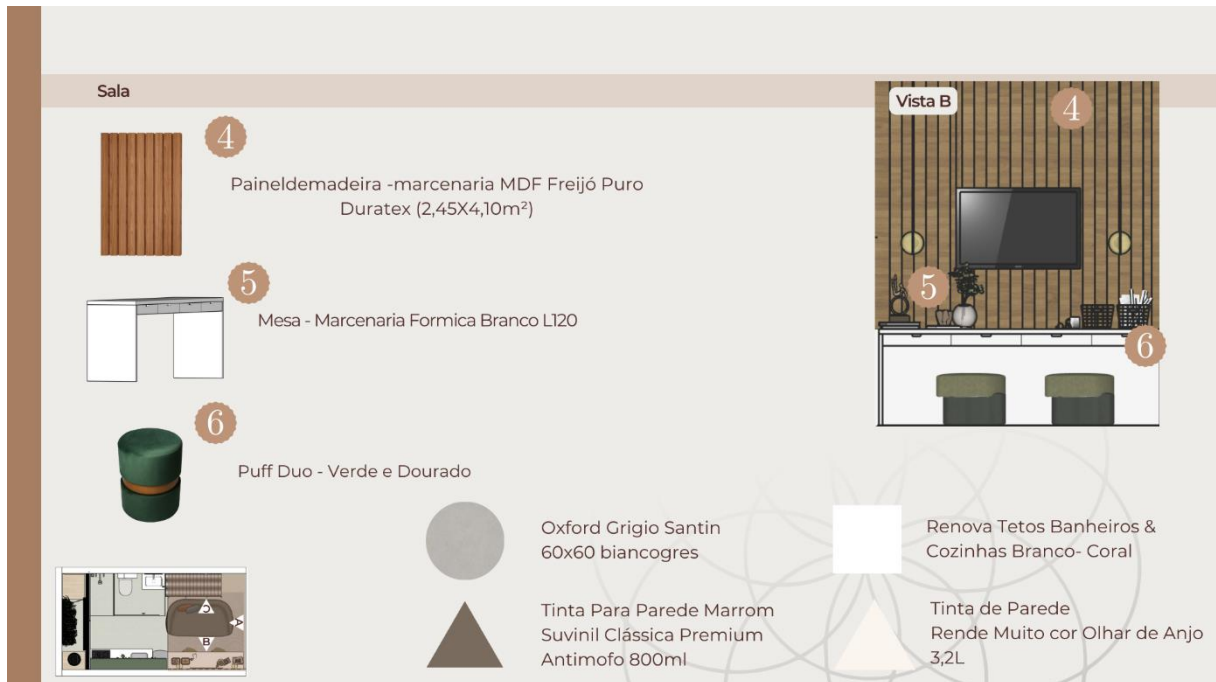 Sala
Vista B
4
4
Paineldemadeira -marcenaria MDF Freijó Puro
Duratex (2,45X4,10m²)
5
5
Mesa - Marcenaria Formica Branco L120
6
6
Puff Duo - Verde e Dourado
Oxford Grigio Santin
60x60 biancogres
Renova Tetos Banheiros &
Cozinhas Branco- Coral
C
A
B
Tinta Para Parede Marrom
Suvinil Clássica Premium
Antimofo 800ml
Tinta de Parede
Rende Muito cor Olhar de Anjo
3,2L